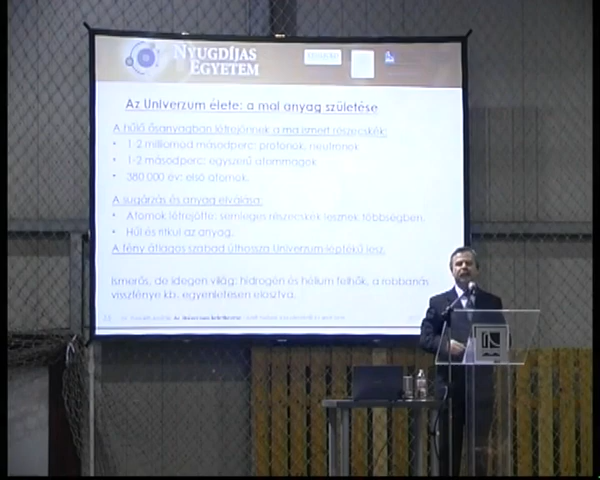 NYUGDÍJAS
EGYETEM
Az Univerzum élete: a mai anyag születése
A hűlő ősanyagban létrejönnek a ma ismert részecskék:
• 1-2 milliomod másodperc: protonok, neutronok
• 1-2 másodperc: egyszerű atommagok
• 380 000 év: első atomok.
A sugárzás és anyag elválása:
• Atomok létrejötte: semleges részecskék lesznek többségben.
• Hűl és ritkul az anyag.
A fény átlagos szabad úthossza Univerzum-léptékű lesz.
Ismerős, de idegen világ: hidrogén és hélium felhők, a robbanás
visszfénye kb. egyenletesen elosztva.